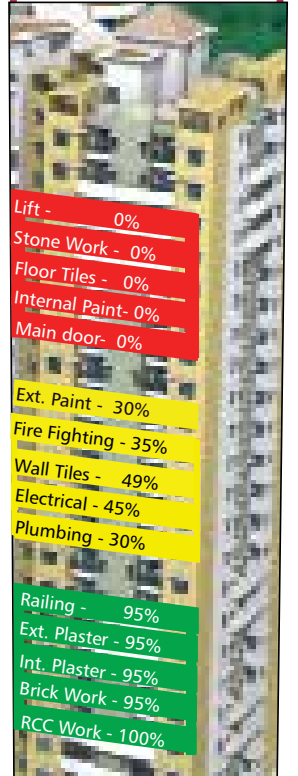 Lift - 0%
Stone Work - 0%
Floor Tiles - 0%
Internal Paint- 0%
Main door- 0%
Ext. Paint - 30%
Fire Fighting - 35%
Wall Tiles - 49%
Electrical - 45%
Plumbing - 30%
Railing - 95%
Ext. Plaster - 95%
Int. Plaster - 95%
Brick Work - 95%
RCC Work - 100%